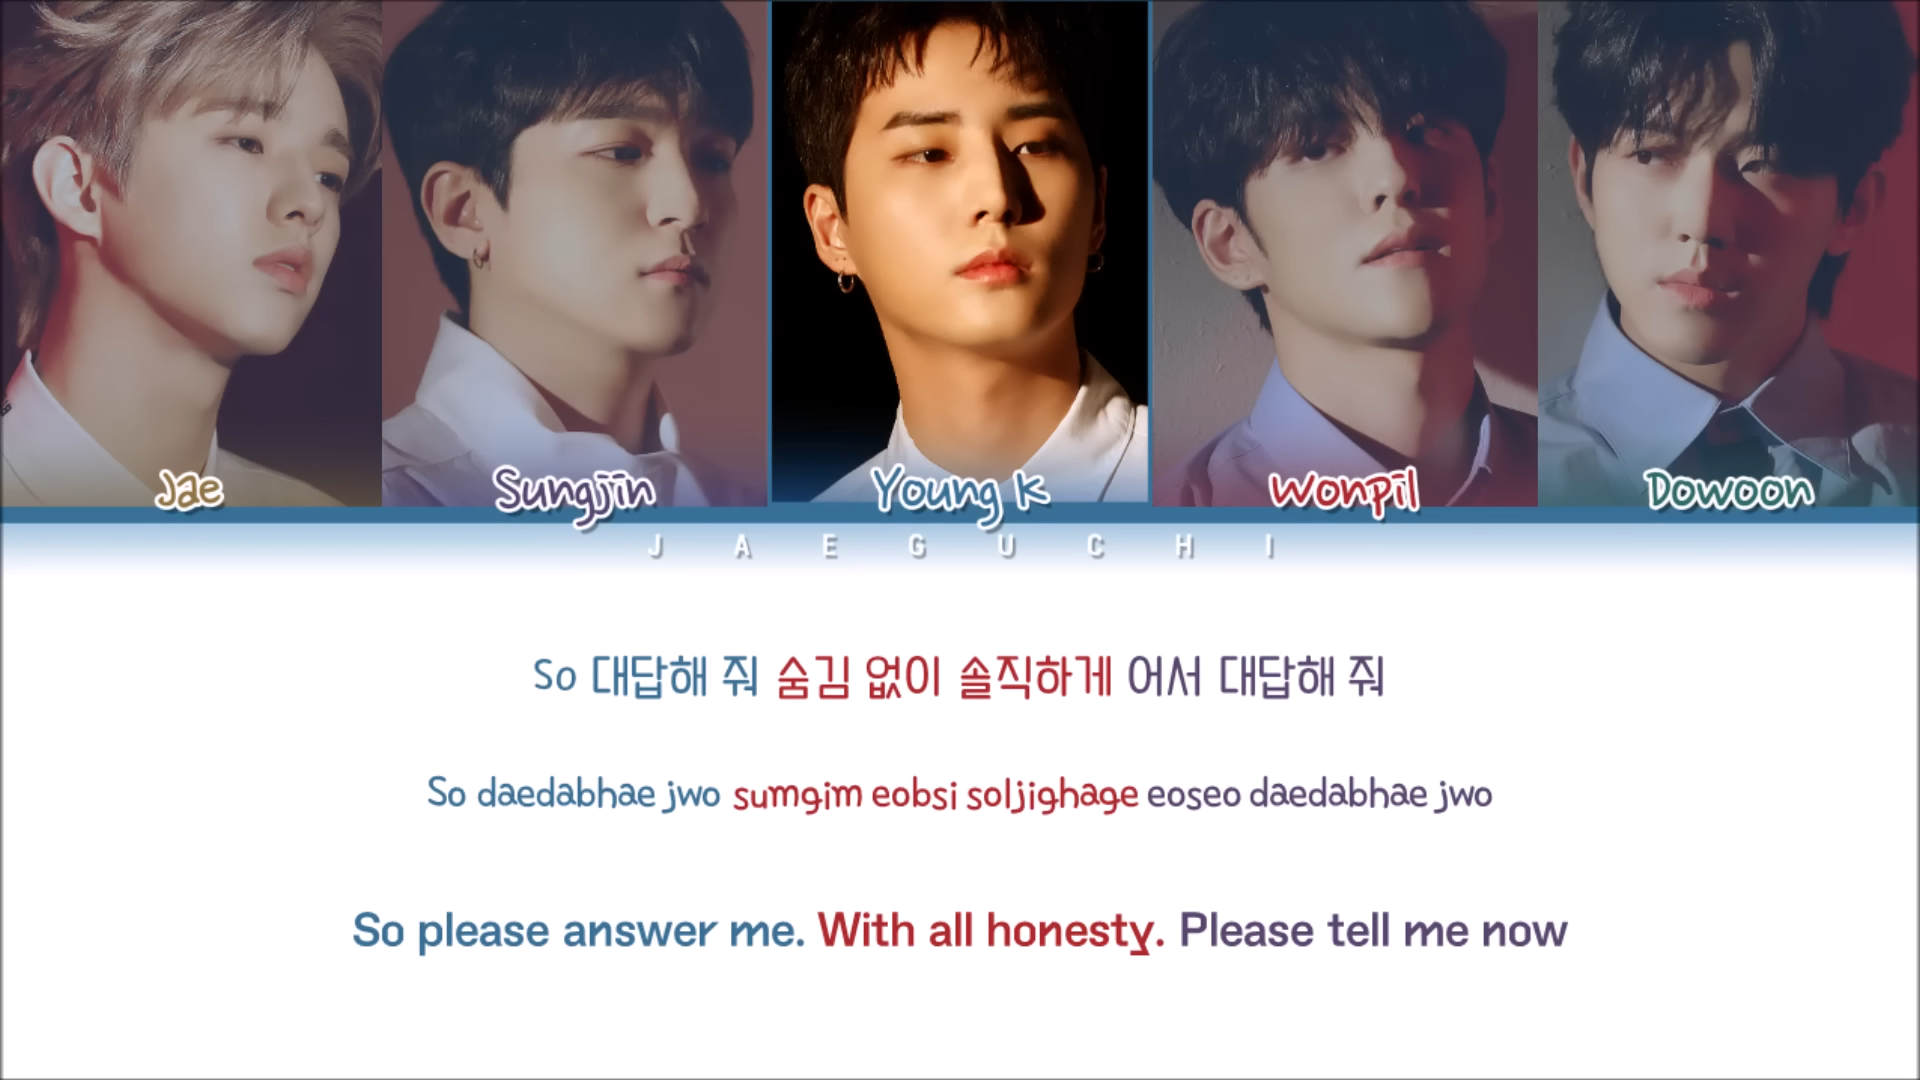 Jae Sungjin Young K Wonpil Dowoon
JAEGUCHI
So 대답해 줘 숨김 없이 솔직하게 어서 대답해 줘
So daedabhae jwo sumgim eobsi soljighage eoseo daedabhae jwo
So please answer me. With all honesty. Please tell me now